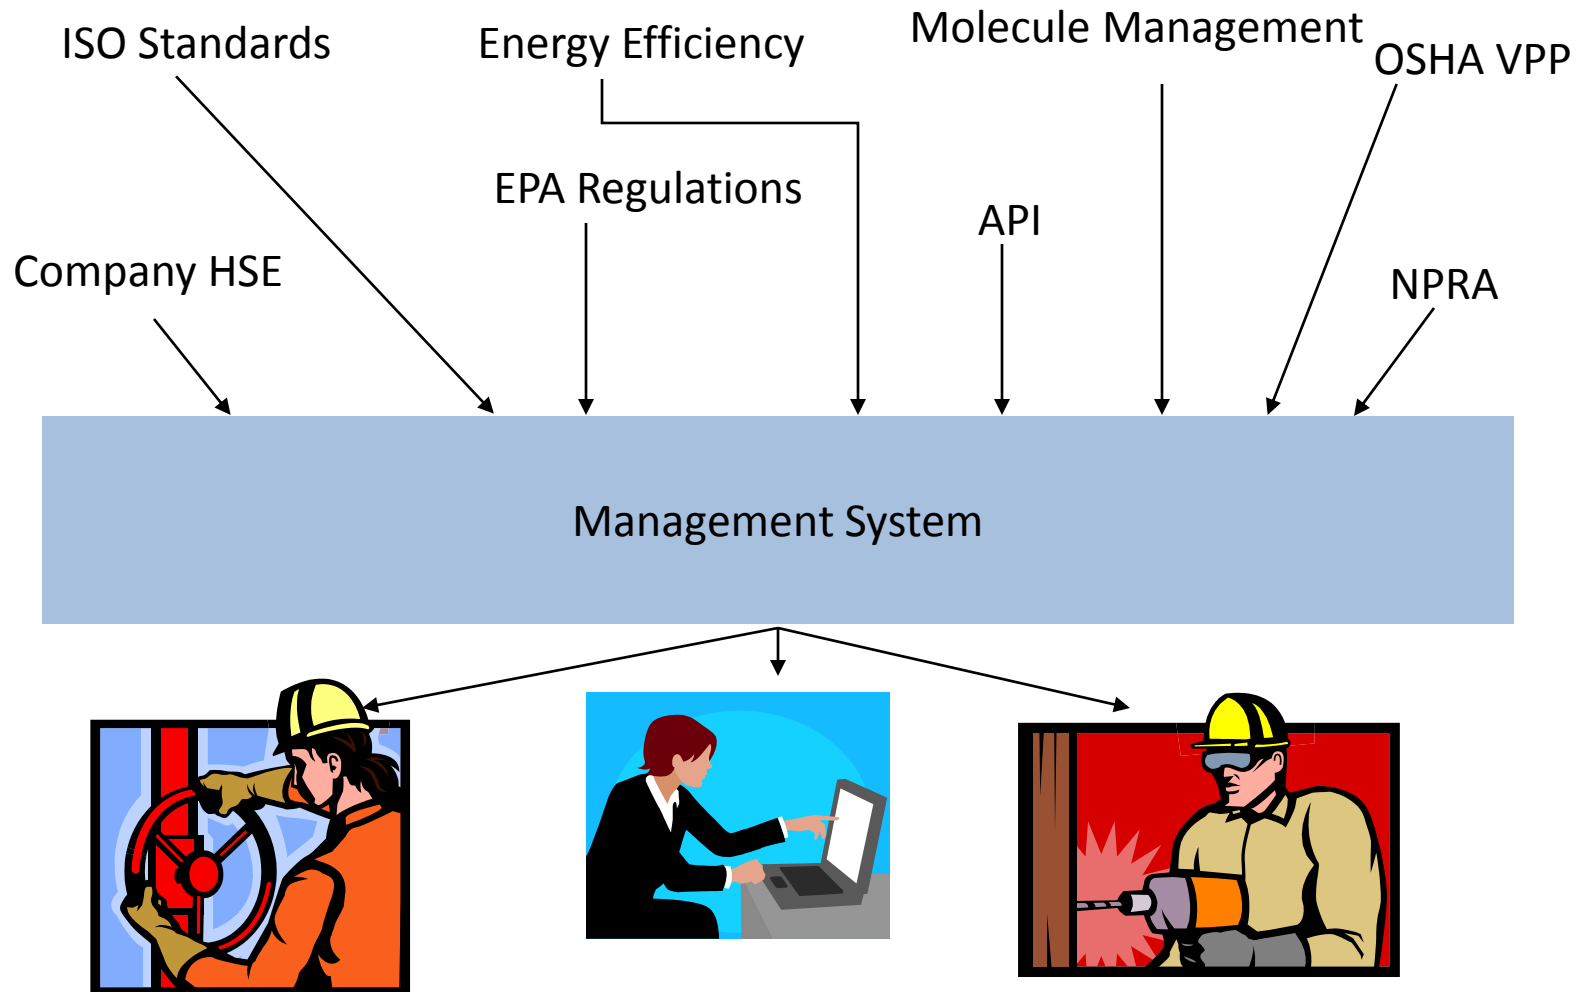 ISO Standards
Energy Efficiency
Molecule Management
OSHA VPP
EPA Regulations
API
Company HSE
NPRA
Management System